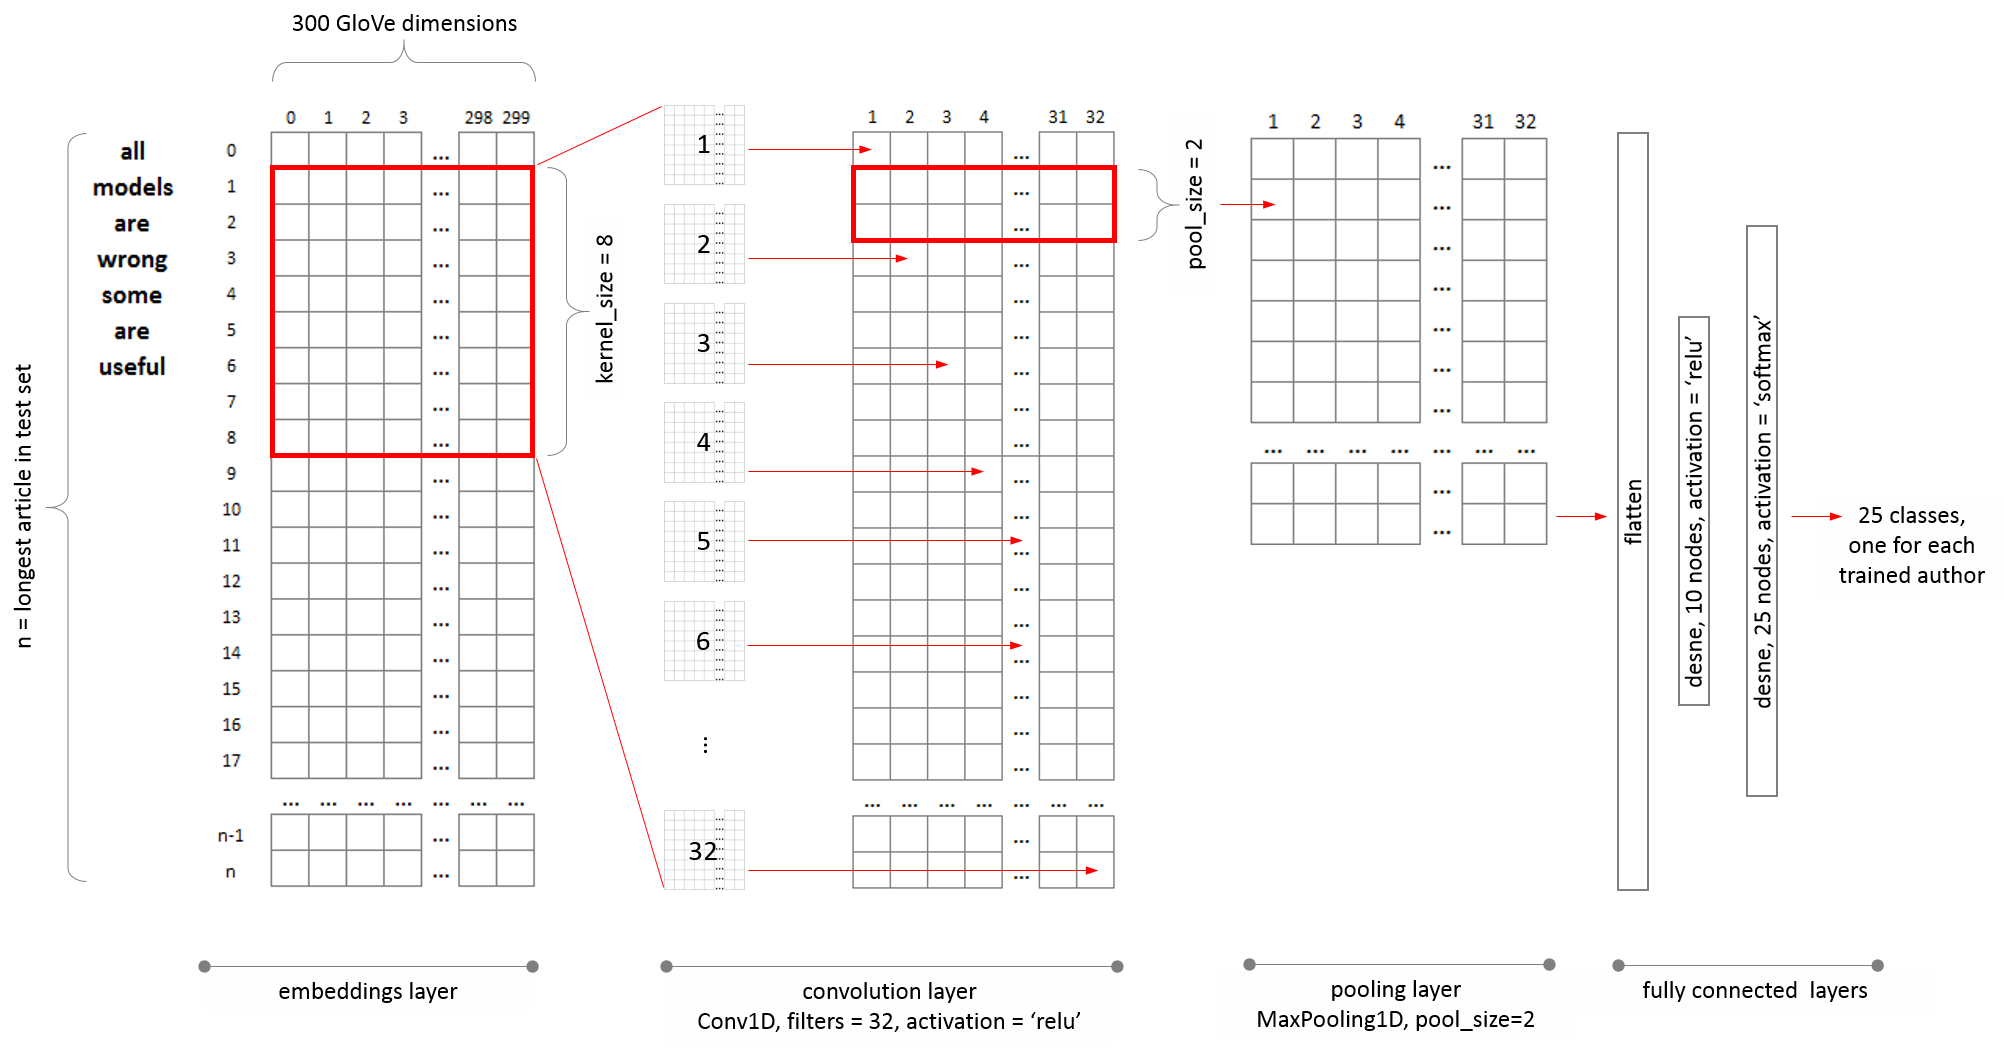 300 GloVe dimensions
0 1 2 3 ... 298 299
n = longest article in test set
all
models
are
wrong
some
are
useful
0
1
2
3
4
5
6
7
8
9
10
11
12
13
14
15
16
17
n-1
n
kernel_size = 8
1
2
3
4
5
6
⋮
32
1 2 3 4 ... 31 32
pool_size = 2
1 2 3 4 ... 31 32
flatten
desne, 10 nodes, activation = ‘relu’
desne, 25 nodes, activation = ‘softmax’
25 classes,
one for each
trained author
embeddings layer
convolution layer
Conv1D, filters = 32, activation = ‘relu’
pooling layer
MaxPooling1D, pool_size=2
fully connected layers